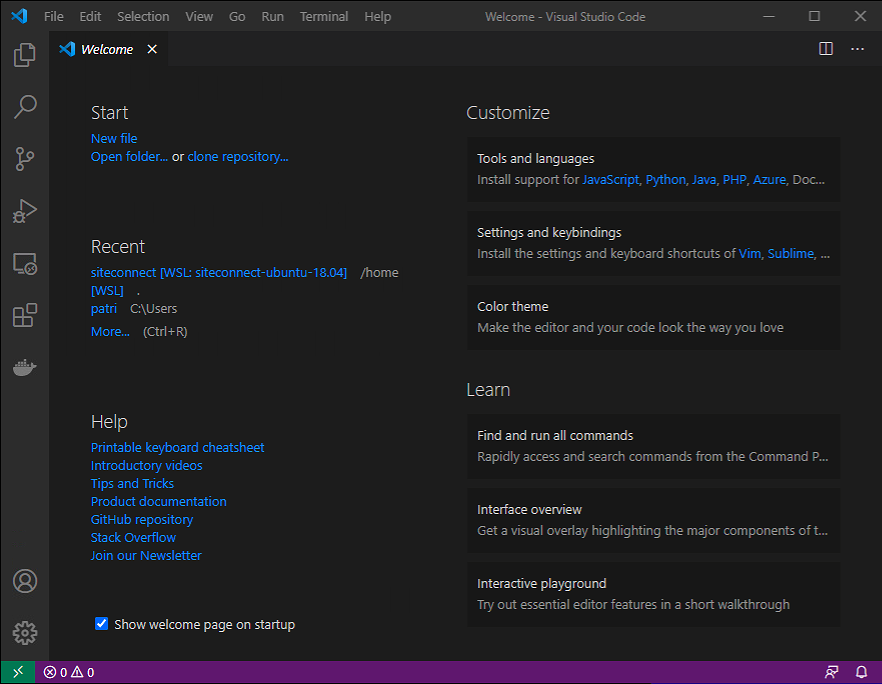 File Edit Selection View Go Run Terminal Help Welcome - Visual Studio Code
Welcome
Start
New file
Open folder... or clone repository...
Recent
siteconnect [WSL: siteconnect-ubuntu-18.04] /home
[WSL] .
patri C:\Users
More... (Ctrl+R)
Help
Printable keyboard cheatsheet
Introductory videos
Tips and Tricks
Product documentation
GitHub repository
Stack Overflow
Join our Newsletter
Show welcome page on startup
Customize
Tools and languages
Install support for JavaScript, Python, Java, PHP, Azure, Doc...
Settings and keybindings
Install the settings and keyboard shortcuts of Vim, Sublime, ...
Color theme
Make the editor and your code look the way you love
Learn
Find and run all commands
Rapidly access and search commands from the Command P...
Interface overview
Get a visual overlay highlighting the major components of t...
Interactive playground
Try out essential editor features in a short walkthrough
0 0